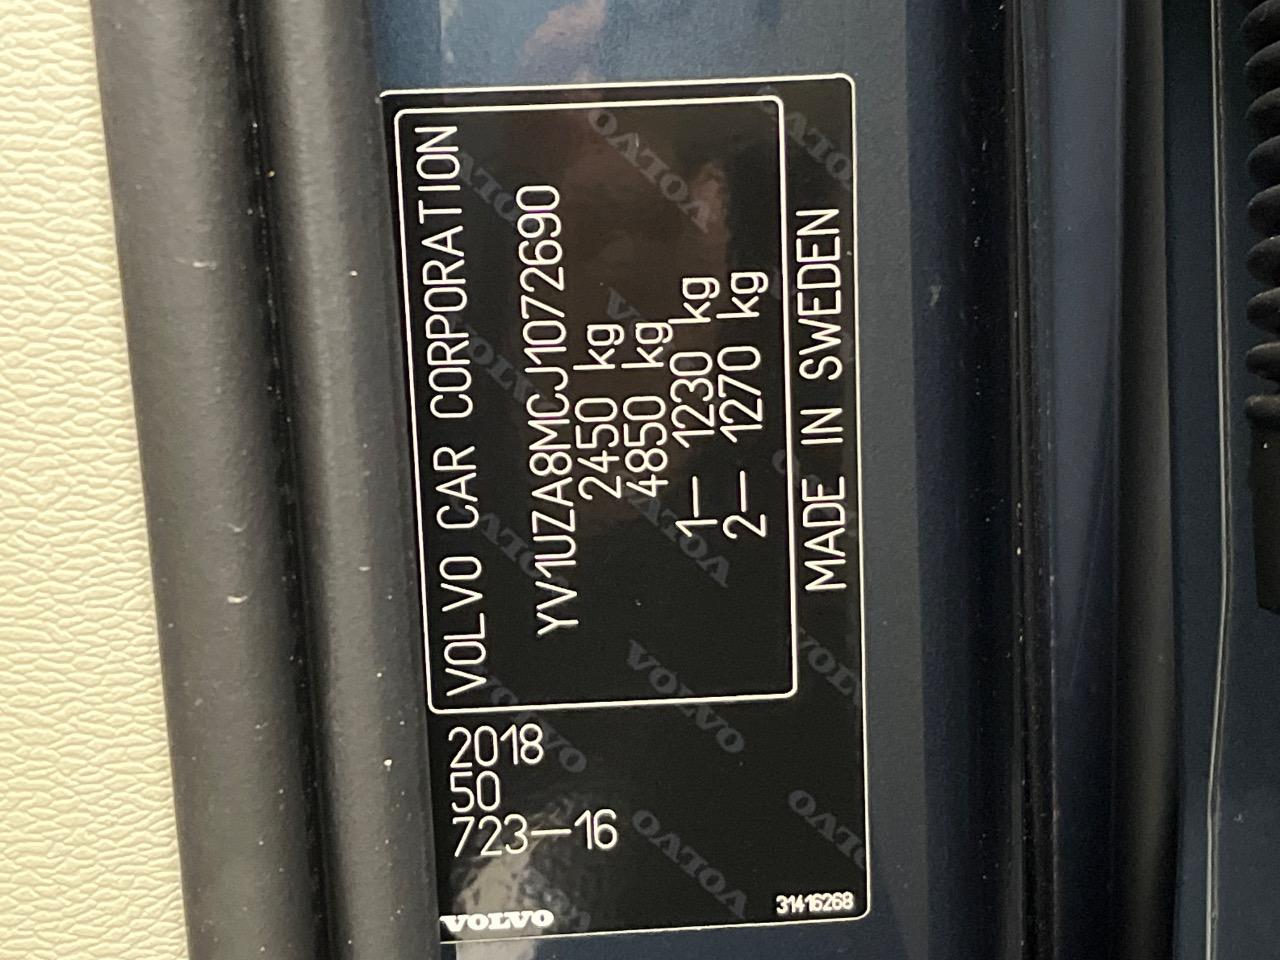 VOLVO CAR CORPORATION
YV1UZA8MCJ1072690
2450 kg
4850 kg
1— 1230 kg
2— 1270 kg
MADE IN SWEDEN
2018
50
723—16
VOLVO
31416268